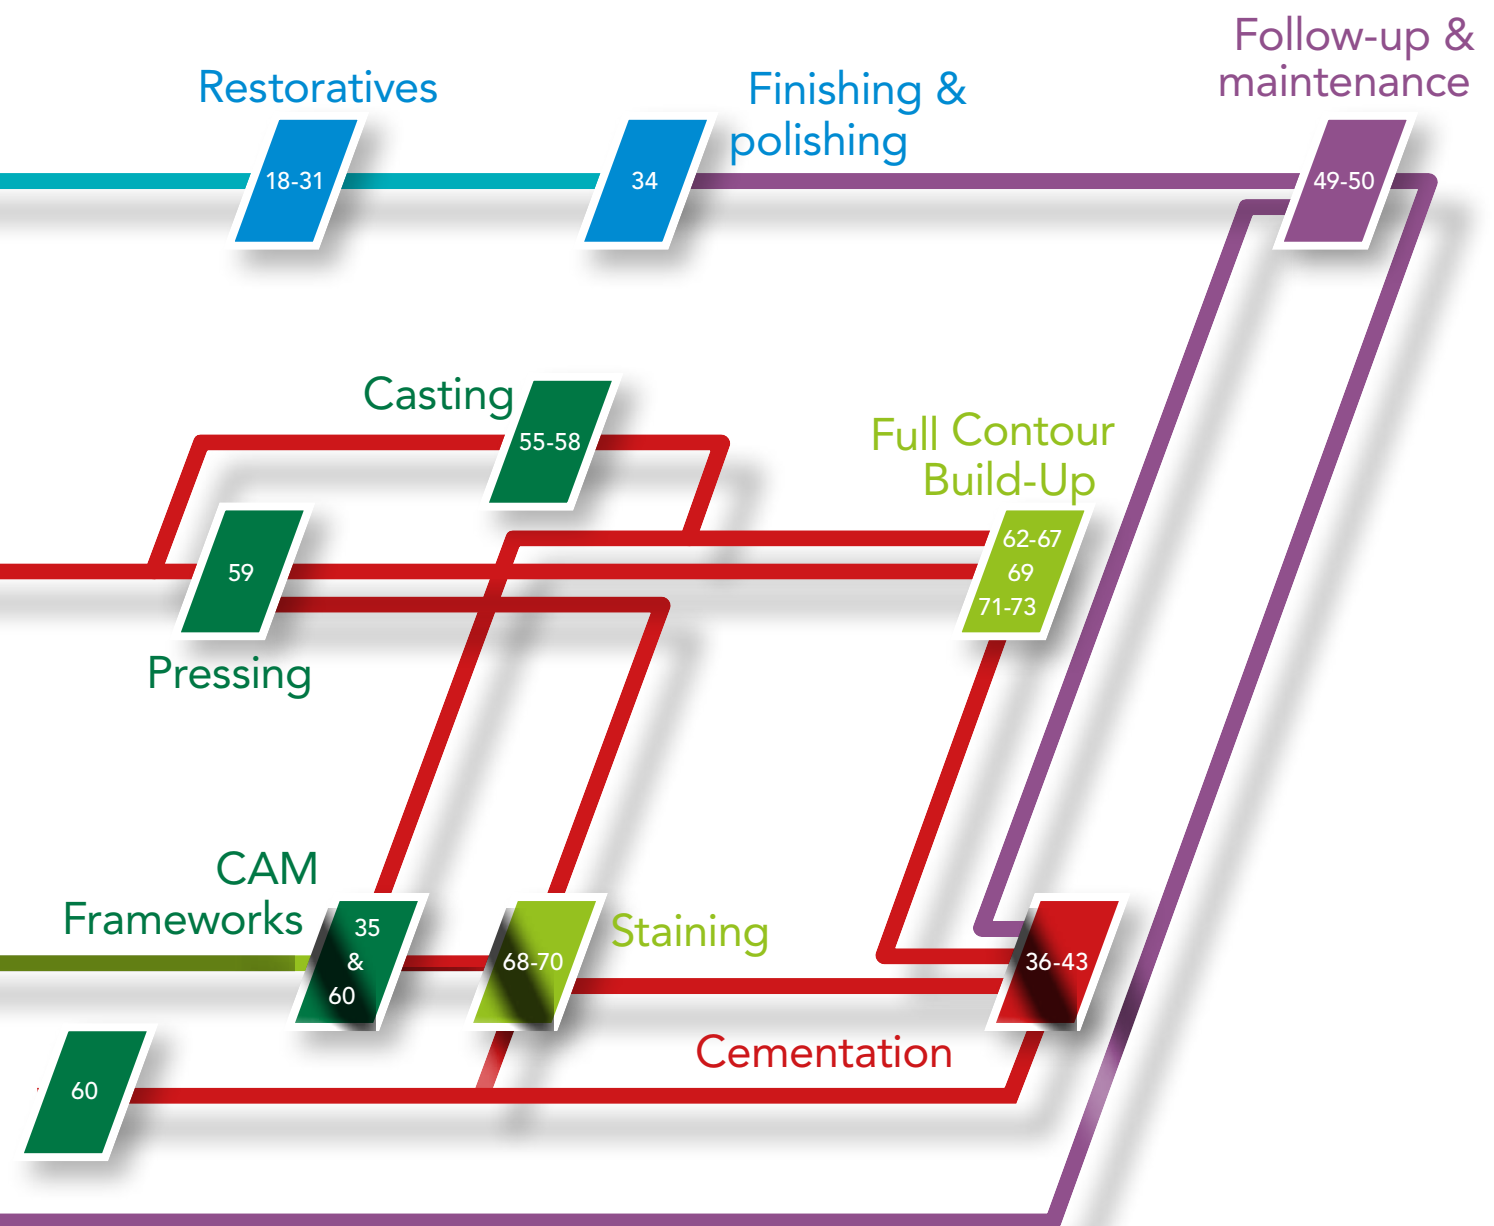 Follow-up &
maintenance
Restoratives
Finishing &
polishing
18-31
34
49-50
Casting
55-58
Full Contour
Build-Up
62-67
69
71-73
59
Pressing
CAM
Frameworks
35
&
60
68-70
Staining
36-43
Cementation
60